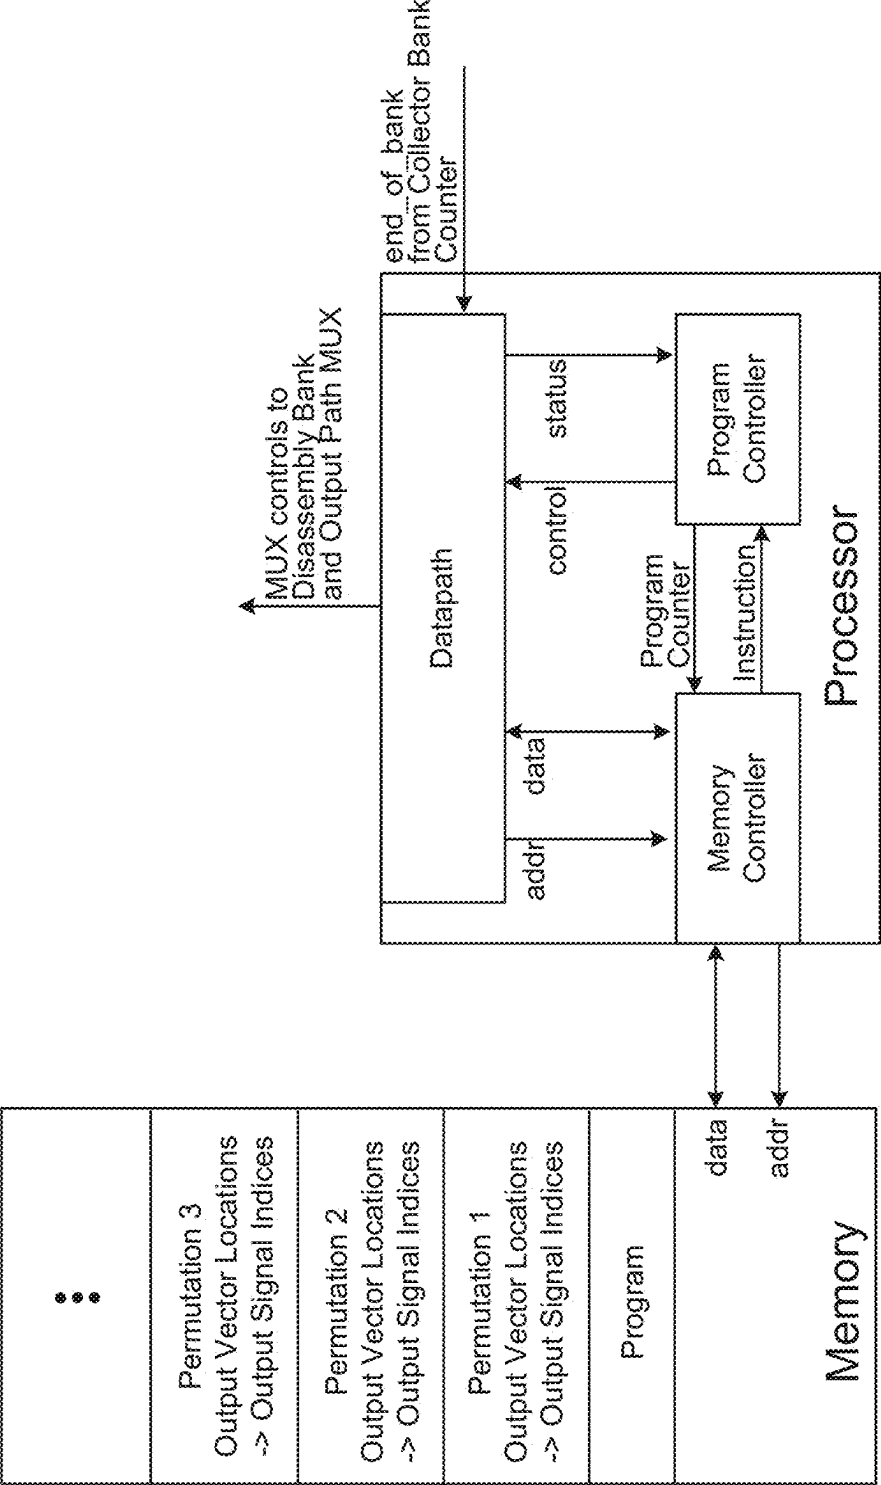 •••
Permutation 3
Output Vector Locations
-> Output Signal Indices
Permutation 2
Output Vector Locations
-> Output Signal Indices
Permutation 1
Output Vector Locations
-> Output Signal Indices
Program
data
addr
Memory
MUX controls to
Disassembly Bank
and Output Path MUX
end_of_bank
from Collector Bank
Counter
Datapath
addr
data
control
status
Program
Counter
Instruction
Memory
Controller
Program
Controller
Processor